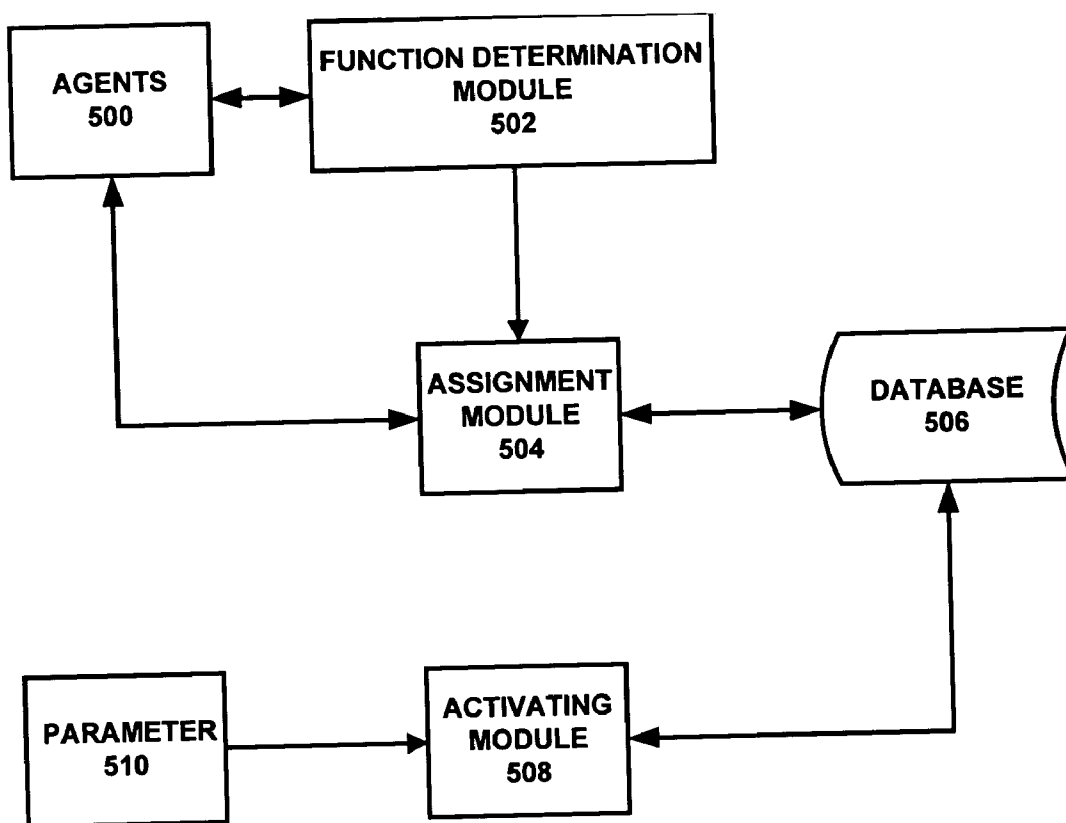 AGENTS
500
FUNCTION DETERMINATION
MODULE
502
ASSIGNMENT
MODULE
504
DATABASE
506
PARAMETER
510
ACTIVATING
MODULE
508